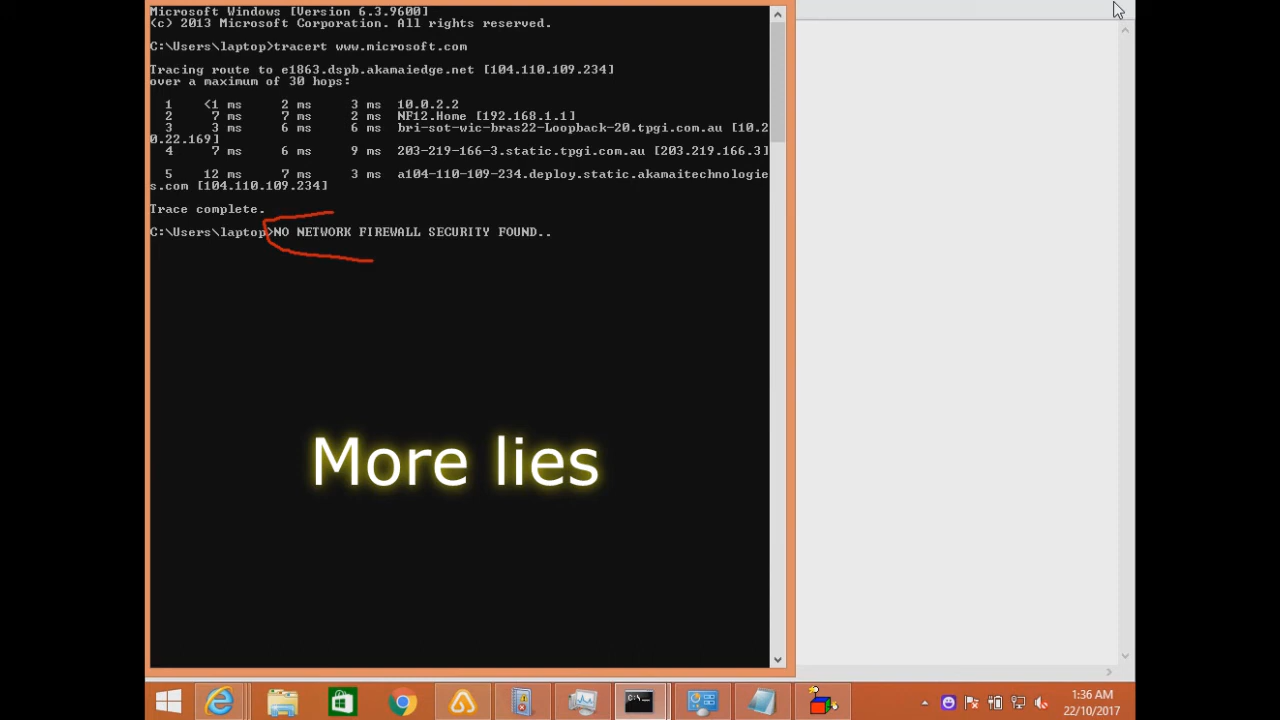 Microsoft Windows [Version 6.3.9600]
(c) 2013 Microsoft Corporation. All rights reserved.
C:\Users\laptop>tracert www.microsoft.com
Tracing route to e1863.dspb.akamaiedge.net [104.110.109.234]
over a maximum of 30 hops:
1 <1 ms 2 ms 3 ms 10.0.2.2
2 7 ms 7 ms 2 ms NF12.Home [192.168.1.1]
3 3 ms 6 ms 6 ms bri-sot-wic-bras22-Loopback-20.tpgi.com.au [10.2
0.22.169]
4 7 ms 6 ms 9 ms 203-219-166-3.static.tpgi.com.au [203.219.166.3]
5 12 ms 7 ms 3 ms a104-110-109-234.deploy.static.akamaitechnologie
s.com [104.110.109.234]
Trace complete.
C:\Users\laptop>NO NETWORK FIREWALL SECURITY FOUND..
More lies
1:36 AM
22/10/2017